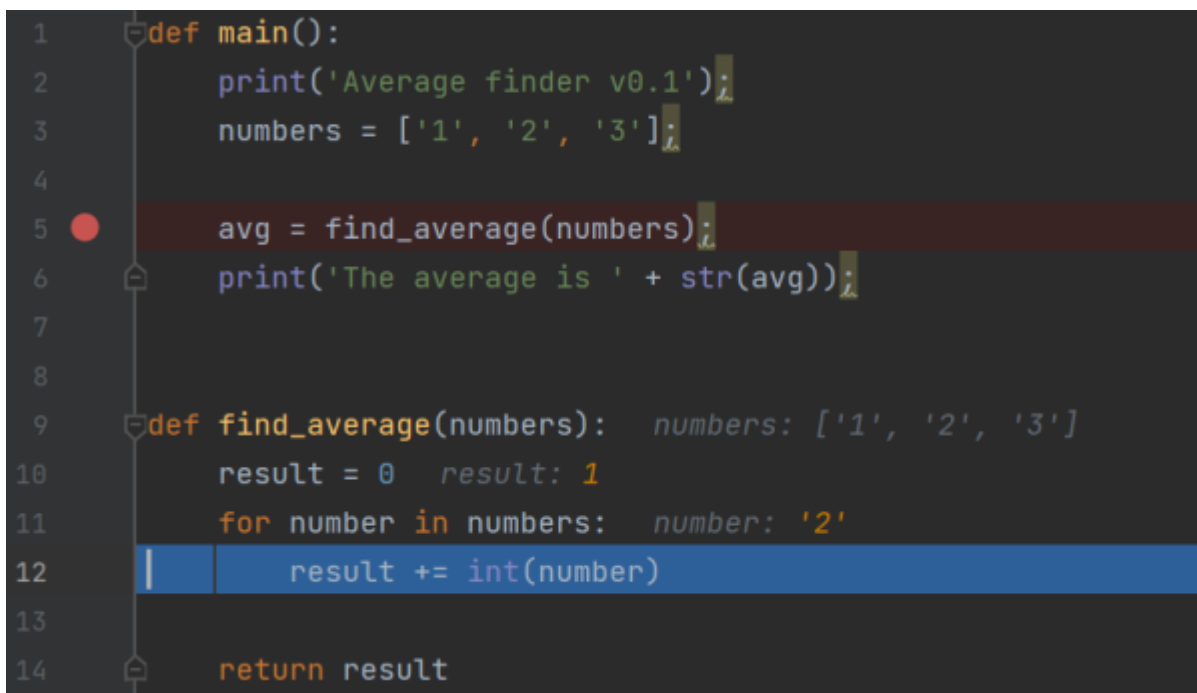 1 def main():
2 print('Average finder v0.1');
3 numbers = ['1', '2', '3'];
4
5 avg = find_average(numbers);
6 print('The average is ' + str(avg));
7
8
9 def find_average(numbers): numbers: ['1', '2', '3']
10 result = 0 result: 1
11 for number in numbers: number: '2'
12 result += int(number)
13
14 return result